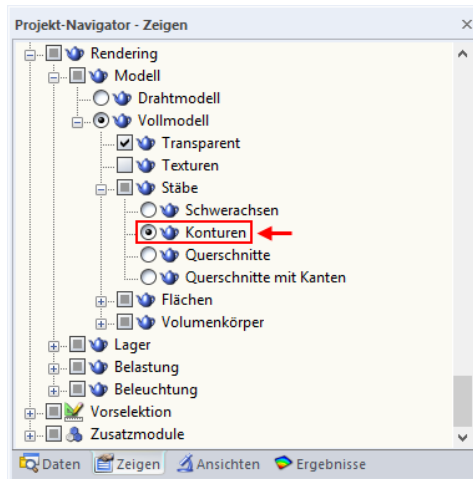 Projekt-Navigator - Zeigen
Rendering
Modell
Drahtmodell
Vollmodell
Transparent
Texturen
Stäbe
Schwerachsen
Konturen
Querschnitte
Querschnitte mit Kanten
Flächen
Volumenkörper
Lager
Belastung
Beleuchtung
Vorselektion
Zusatzmodule
Daten Zeigen Ansichten Ergebnisse